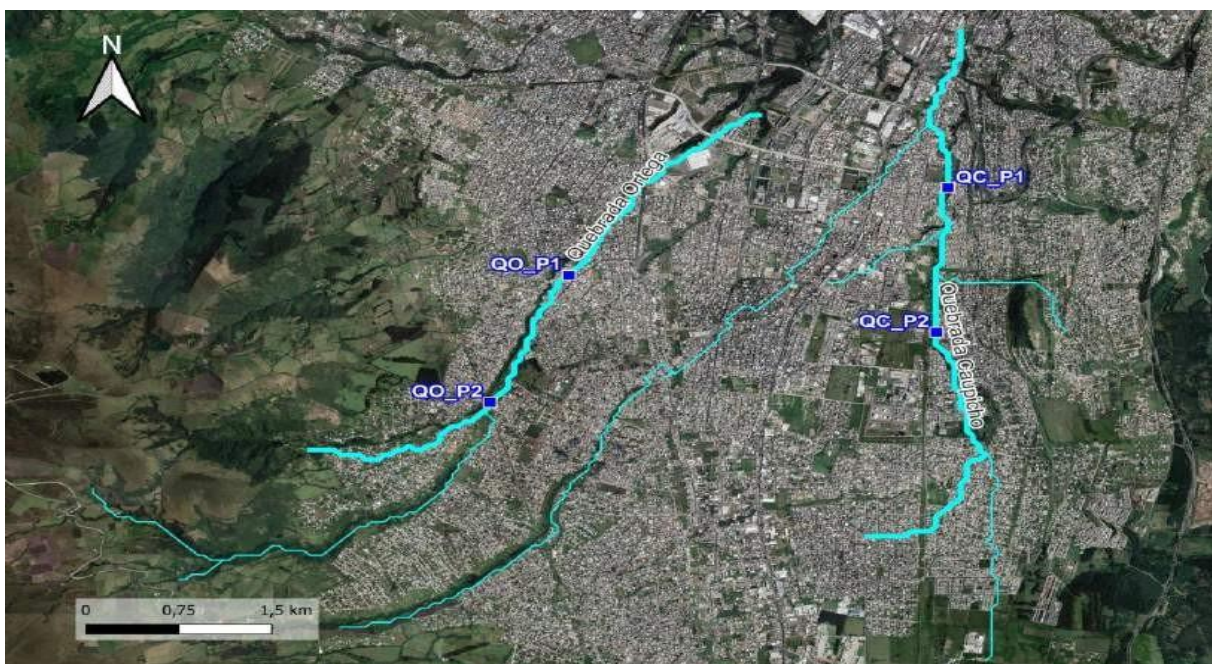 N
Quebrada Ortega
QC_P1
QO_P1
QC_P2
Quebrada Caupicho
QO_P2
0 0,75 1,5 km